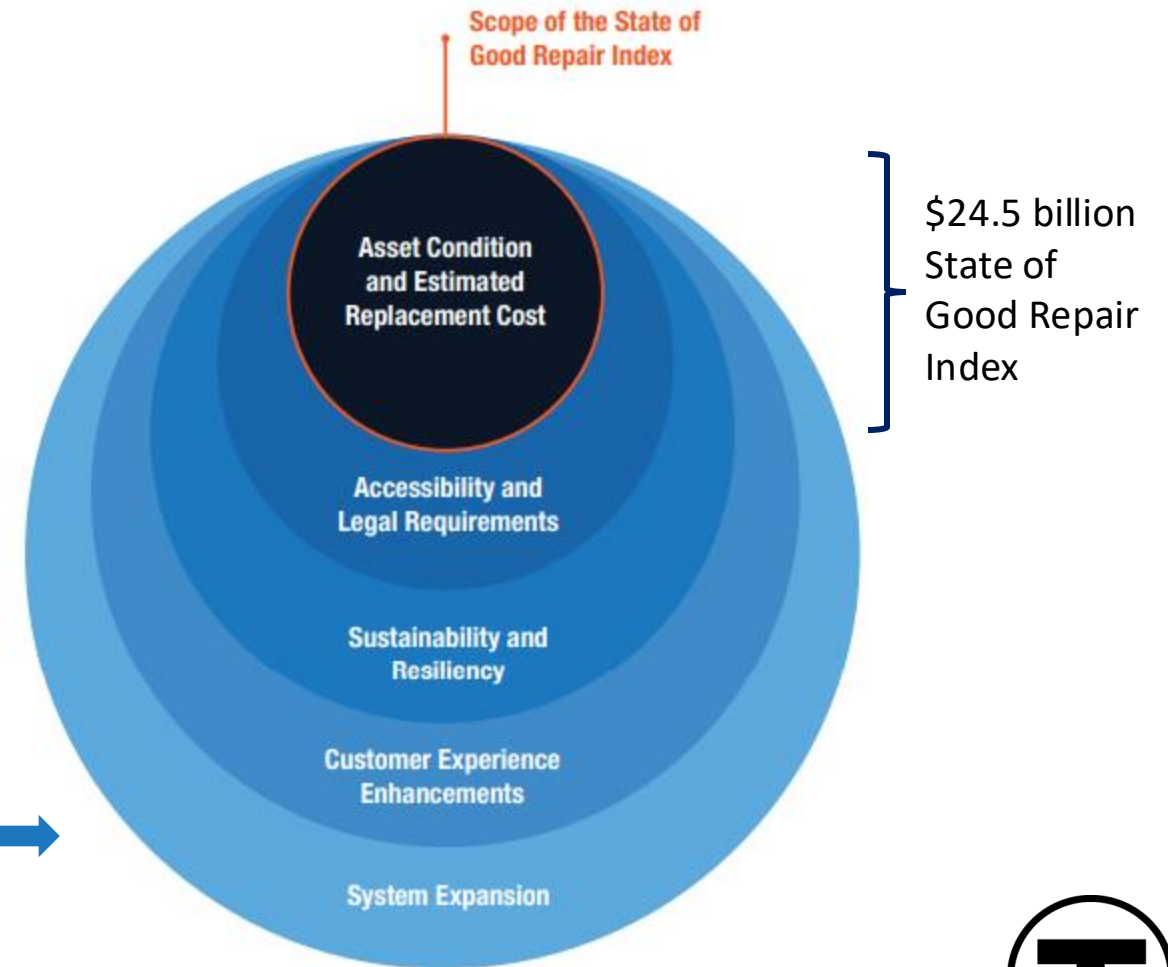 Scope of the State of
Good Repair Index
Asset Condition
and Estimated
Replacement Cost
$24.5 billion
State of
Good Repair
Index
Accessibility and
Legal Requirements
Sustainability and
Resiliency
Customer Experience
Enhancements
System Expansion
T